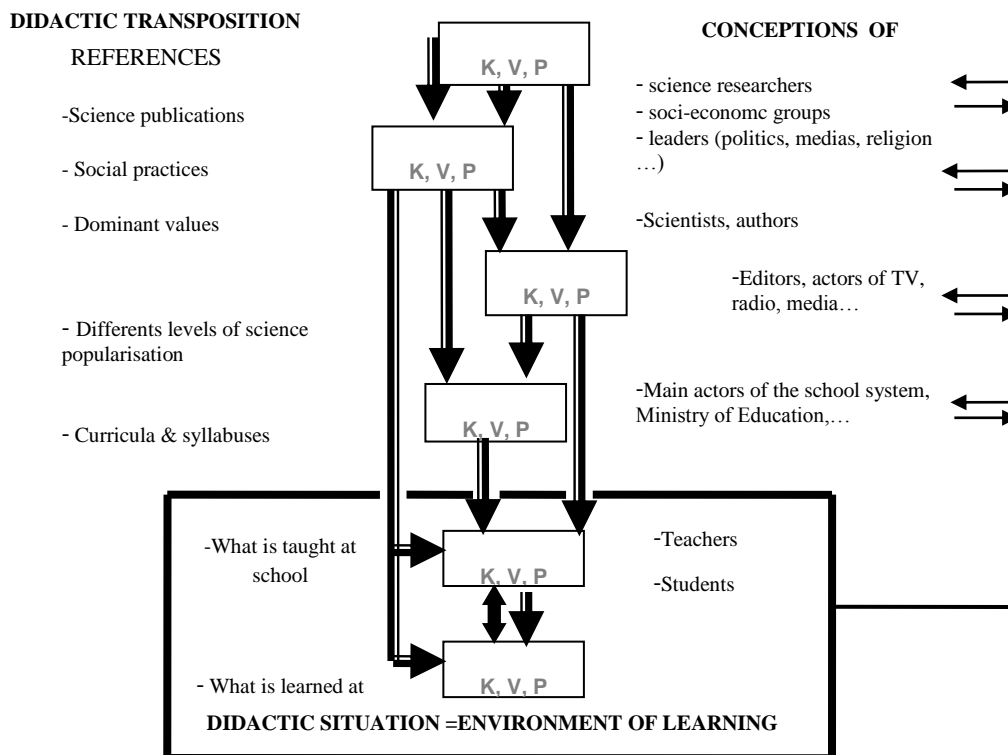 DIDACTIC TRANSPOSITION
REFERENCES
-Science publications
- Social practices
- Dominant values
- Differents levels of science
popularisation
- Curricula & syllabuses
K, V, P
K, V, P
K, V, P
K, V, P
CONCEPTIONS OF
- science researchers
- soci-economc groups
- leaders (politics, medias, religion
…)
-Scientists, authors
-Editors, actors of TV,
radio, media…
-Main actors of the school system,
Ministry of Education,…
-What is taught at
school
K, V, P
-Teachers
-Students
- What is learned at
K, V, P
DIDACTIC SITUATION =ENVIRONMENT OF LEARNING